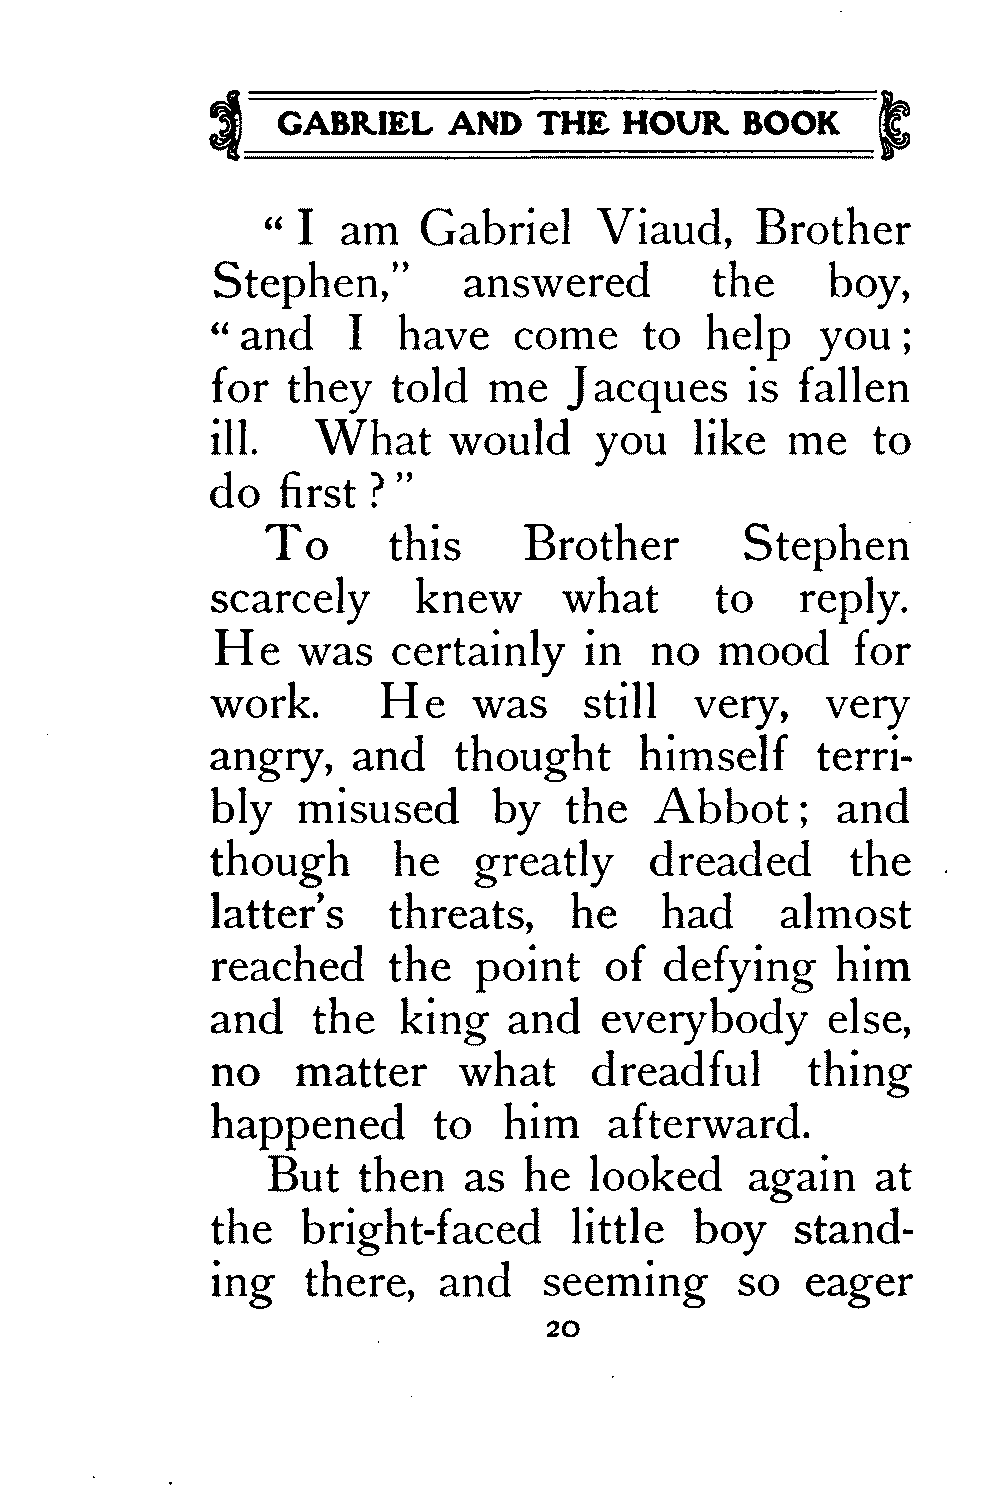 GABRIEL AND THE HOUR BOOK
“ I am Gabriel Viaud, Brother
Stephen,” answered the boy,
“ and I have come to help you ;
for they told me Jacques is fallen
ill. What would you like me to
do first ? ”
To this Brother Stephen
scarcely knew what to reply.
He was certainly in no mood for
work. He was still very, very
angry, and thought himself terri-
bly misused by the Abbot ; and
though he greatly dreaded the
latter’s threats, he had almost
reached the point of defying him
and the king and everybody else,
no matter what dreadful thing
happened to him afterward.
But then as he looked again at
the bright-faced little boy stand-
ing there, and seeming so eager
20